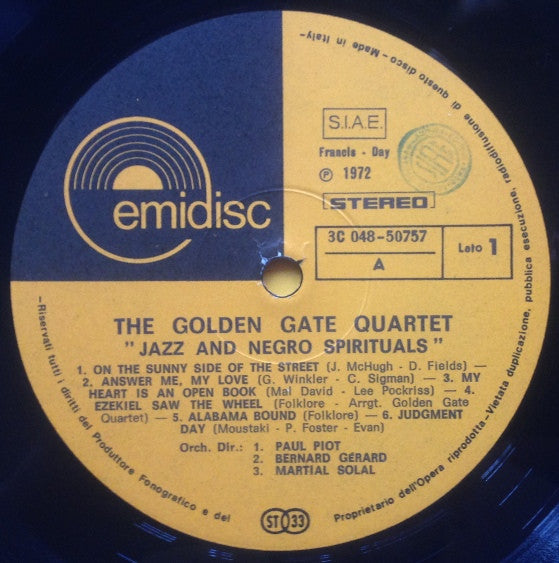 emidisc
S.I.A.E.
Francis - Day
℗ 1972
STEREO
3C 048-50757
A
Lato 1
THE GOLDEN GATE QUARTET
"JAZZ AND NEGRO SPIRITUALS"
1. ON THE SUNNY SIDE OF THE STREET (J. McHugh - D. Fields) —
2. ANSWER ME, MY LOVE (G. Winkler - C. Sigman) — 3. MY
HEART IS AN OPEN BOOK (Mal David - Lee Pockriss) — 4.
EZEKIEL SAW THE WHEEL (Folklore - Arrgt. Golden Gate
Quartet) — 5. ALABAMA BOUND (Folklore) — 6. JUDGMENT
DAY (Moustaki - P. Foster - Evan)
Orch. Dir.: 1. PAUL PIOT
2. BERNARD GÉRARD
3. MARTIAL SOLAL
ST 33
-Riservati tutti i diritti del Produttore Fonografico e del Proprietario dell'Opera riprodotta-Vietata duplicazione, pubblica esecuzione, radiodiffusione di questo disco - Made in Italy-